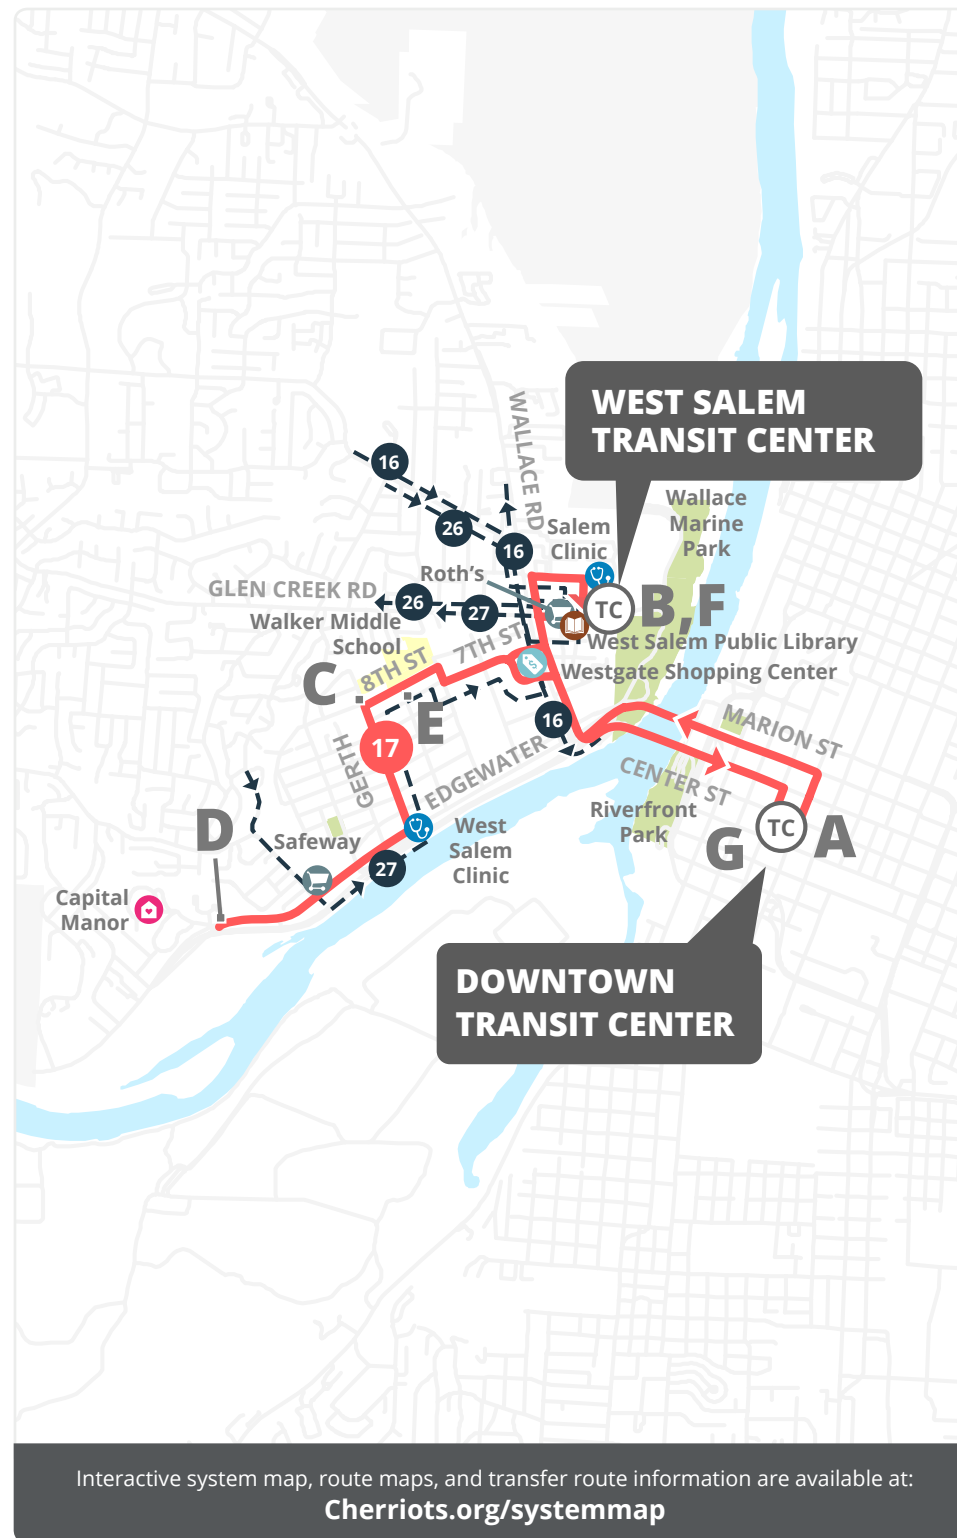 WEST SALEM
TRANSIT CENTER
WALLACE RD
16
Wallace
Marine
Park
26
Salem
Clinic
16
Roth's
GLEN CREEK RD
26
27
TC
B,F
Walker Middle
School
7TH ST
West Salem Public Library
8TH ST
Westgate Shopping Center
C
E
16
MARION ST
17
GERTH
EDGEWATER
CENTER ST
Riverfront
Park
D
Safeway
West
Salem
Clinic
TC
G
A
27
Capital
Manor
DOWNTOWN
TRANSIT CENTER
Interactive system map, route maps, and transfer route information are available at:
Cherriots.org/systemmap